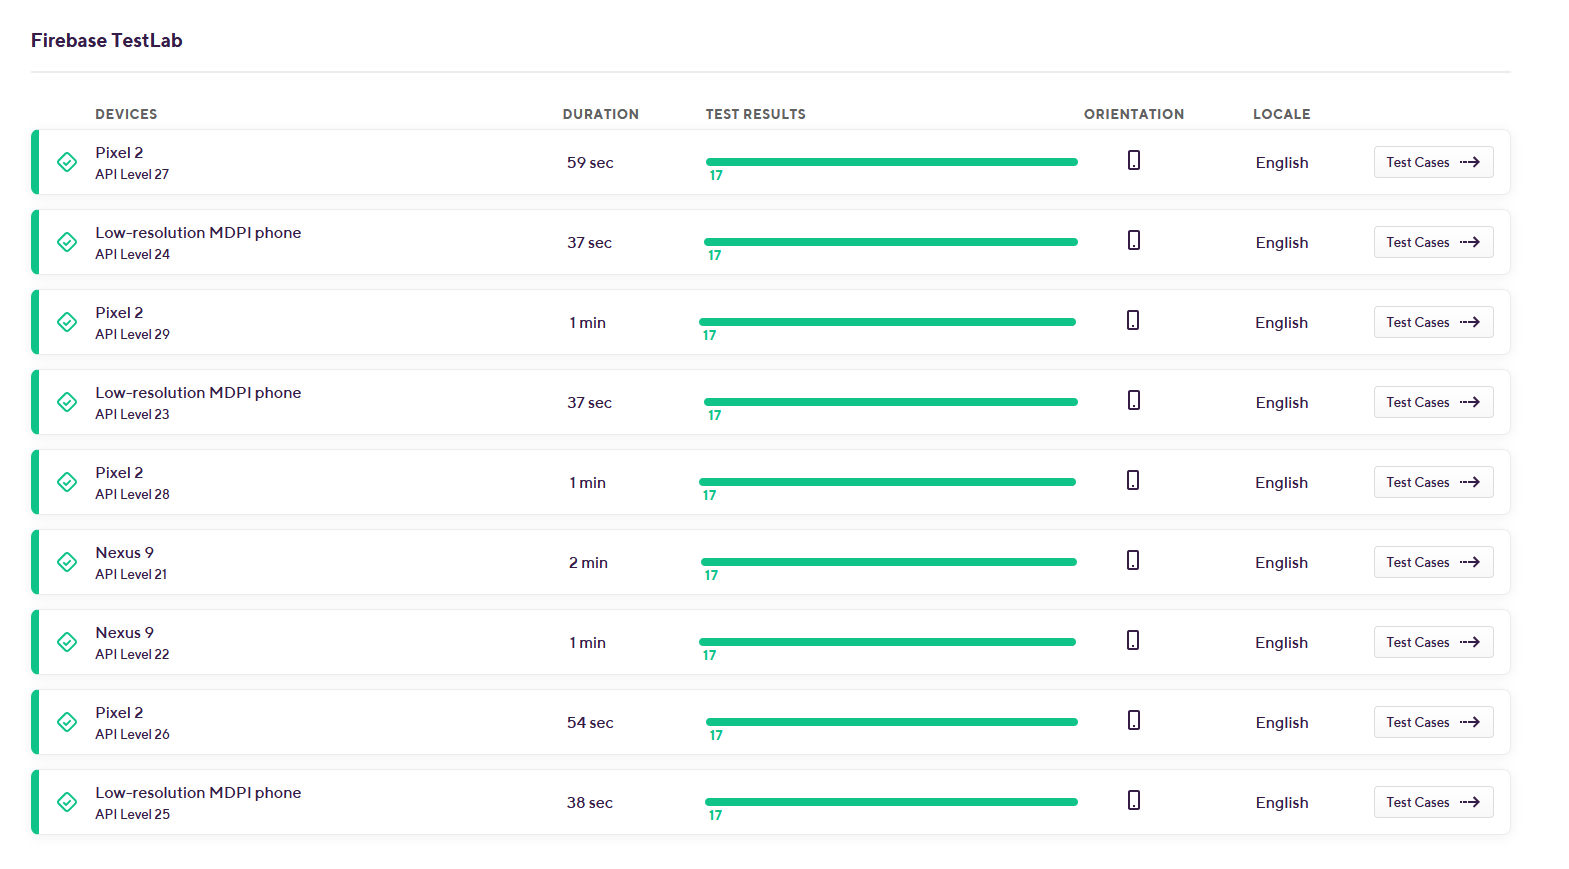 Firebase TestLab
DEVICES DURATION TEST RESULTS ORIENTATION LOCALE
Pixel 2
API Level 27
59 sec
17
English
Test Cases
Low-resolution MDPI phone
API Level 24
37 sec
17
English
Test Cases
Pixel 2
API Level 29
1 min
17
English
Test Cases
Low-resolution MDPI phone
API Level 23
37 sec
17
English
Test Cases
Pixel 2
API Level 28
1 min
17
English
Test Cases
Nexus 9
API Level 21
2 min
17
English
Test Cases
Nexus 9
API Level 22
1 min
17
English
Test Cases
Pixel 2
API Level 26
54 sec
17
English
Test Cases
Low-resolution MDPI phone
API Level 25
38 sec
17
English
Test Cases